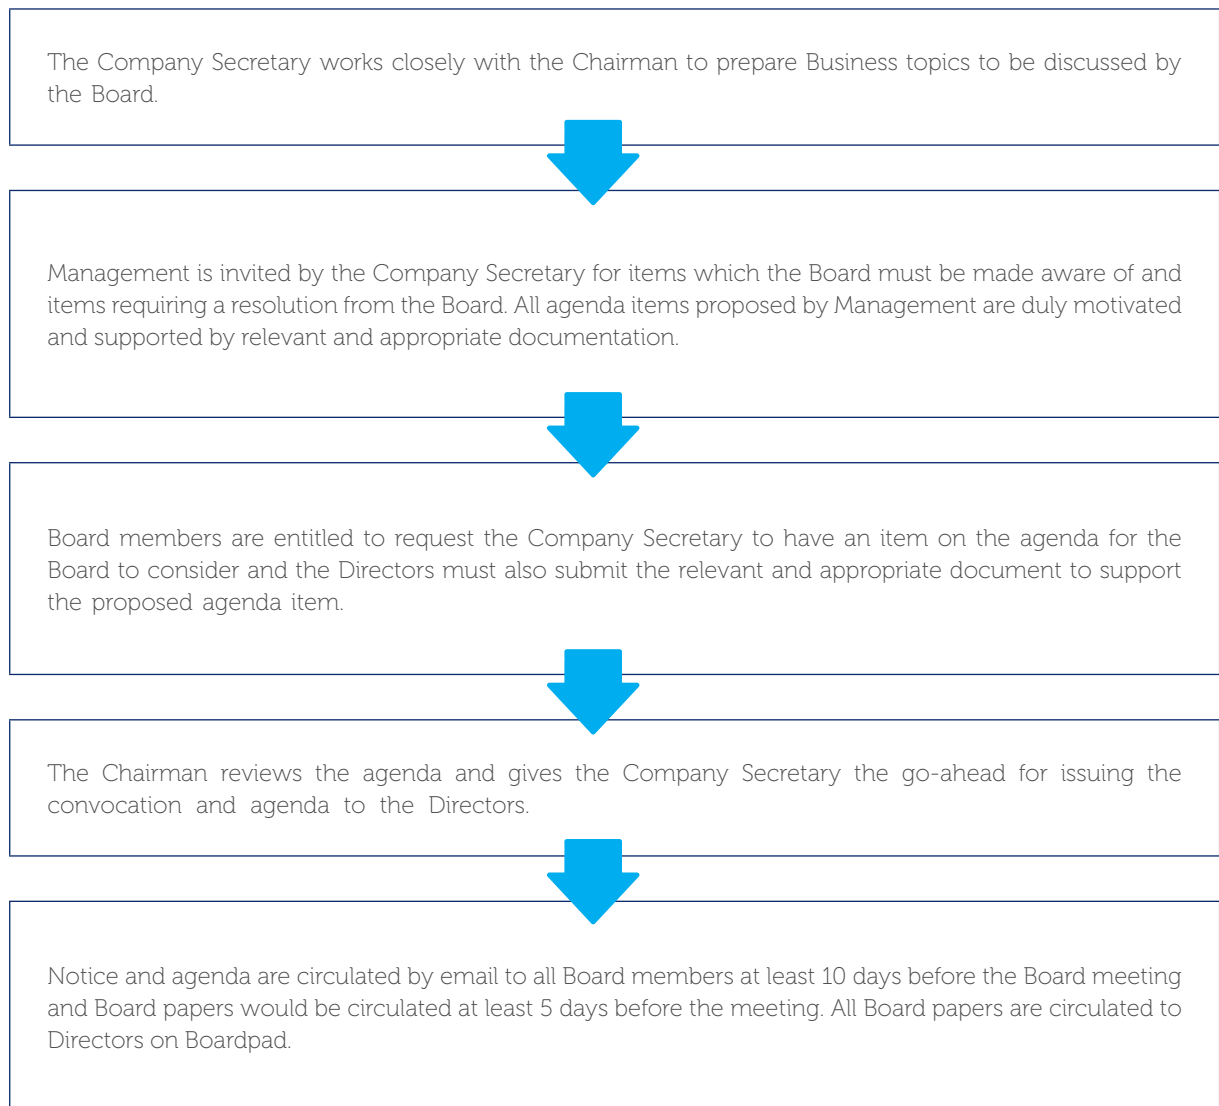 The Company Secretary works closely with the Chairman to prepare Business topics to be discussed by
the Board.
Management is invited by the Company Secretary for items which the Board must be made aware of and
items requiring a resolution from the Board. All agenda items proposed by Management are duly motivated
and supported by relevant and appropriate documentation.
Board members are entitled to request the Company Secretary to have an item on the agenda for the
Board to consider and the Directors must also submit the relevant and appropriate document to support
the proposed agenda item.
The Chairman reviews the agenda and gives the Company Secretary the go-ahead for issuing the
convocation and agenda to the Directors.
Notice and agenda are circulated by email to all Board members at least 10 days before the Board meeting
and Board papers would be circulated at least 5 days before the meeting. All Board papers are circulated to
Directors on Boardpad.